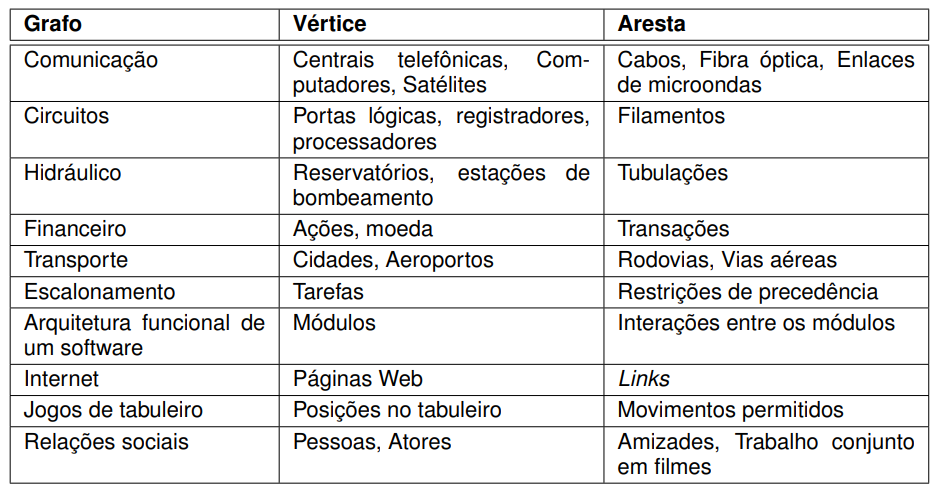 Grafo Vértice Aresta
Comunicação Centrais telefônicas, Com- Cabos, Fibra óptica, Enlaces
putadores, Satélites de microondas
Circuitos Portas lógicas, registradores, Filamentos
processadores
Hidráulico Reservatórios, estações de Tubulações
bombeamento
Financeiro Ações, moeda Transações
Transporte Cidades, Aeroportos Rodovias, Vias aéreas
Escalonamento Tarefas Restrições de precedência
Arquitetura funcional de Módulos Interações entre os módulos
um software
Internet Páginas Web Links
Jogos de tabuleiro Posições no tabuleiro Movimentos permitidos
Relações sociais Pessoas, Atores Amizades, Trabalho conjunto
em filmes